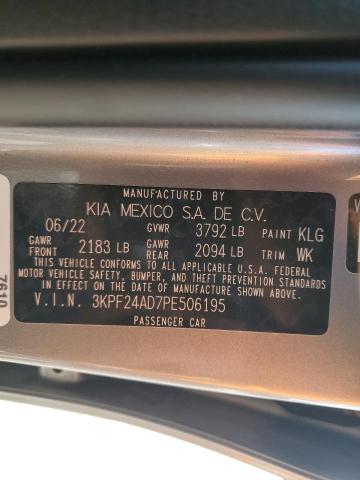 MANUFACTURED BY
KIA MEXICO S.A. DE C.V.
06/22 GVWR 3792 LB PAINT KLG
GAWR FRONT 2183 LB GAWR REAR 2094 LB TRIM WK
THIS VEHICLE CONFORMS TO ALL APPLICABLE U.S.A. FEDERAL
MOTOR VEHICLE SAFETY, BUMPER, AND THEFT PREVENTION STANDARDS
IN EFFECT ON THE DATE OF MANUFACTURE SHOWN ABOVE.
V.I.N. 3KPF24AD7PE506195
PASSENGER CAR
7610